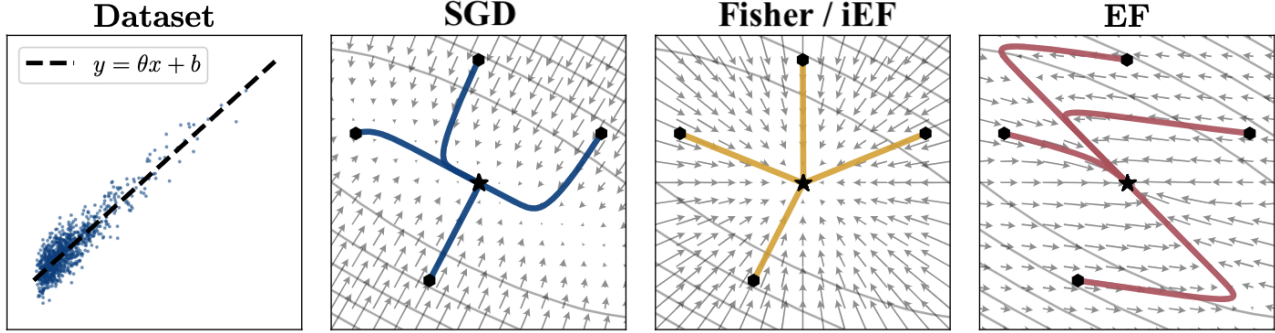 Dataset
y = θx + b
SGD
Fisher / iEF
EF